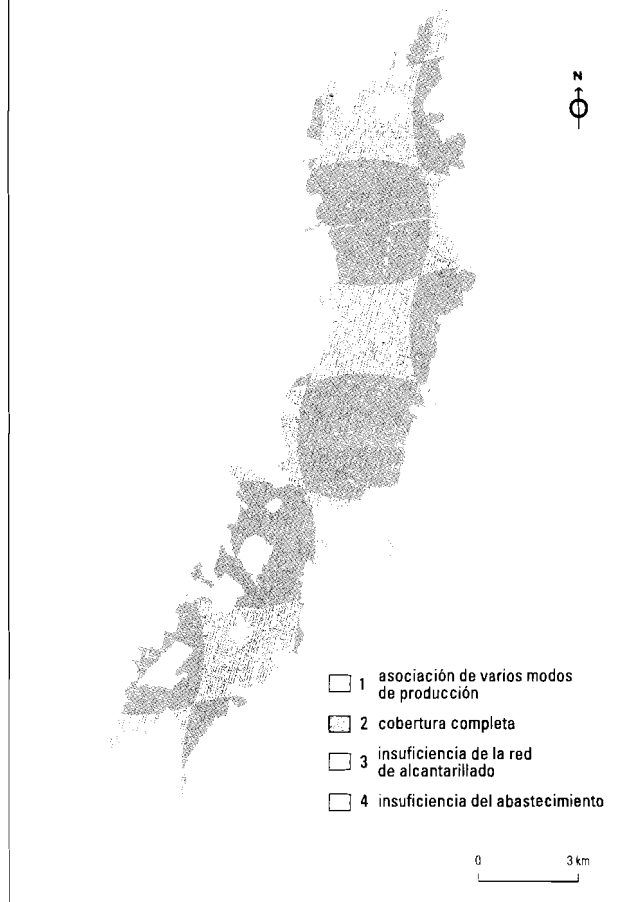 N
1 asociación de varios modos
de producción
2 cobertura completa
3 insuficiencia de la red
de alcantarillado
4 insuficiencia del abastecimiento
0 3 km